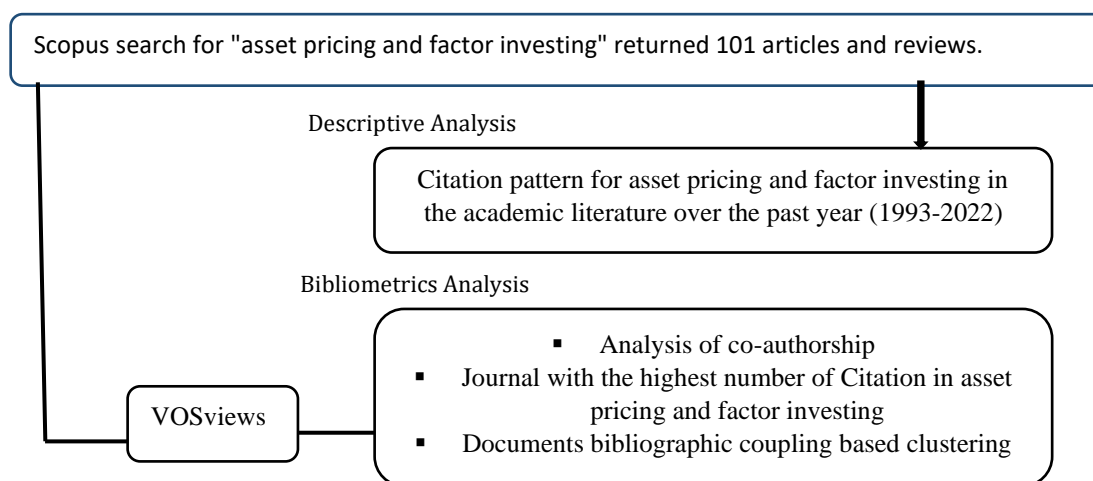 Scopus search for "asset pricing and factor investing" returned 101 articles and reviews.
Descriptive Analysis
Citation pattern for asset pricing and factor investing in
the academic literature over the past year (1993-2022)
Bibliometrics Analysis
▪ Analysis of co-authorship
▪ Journal with the highest number of Citation in asset
pricing and factor investing
▪ Documents bibliographic coupling based clustering
VOSviews